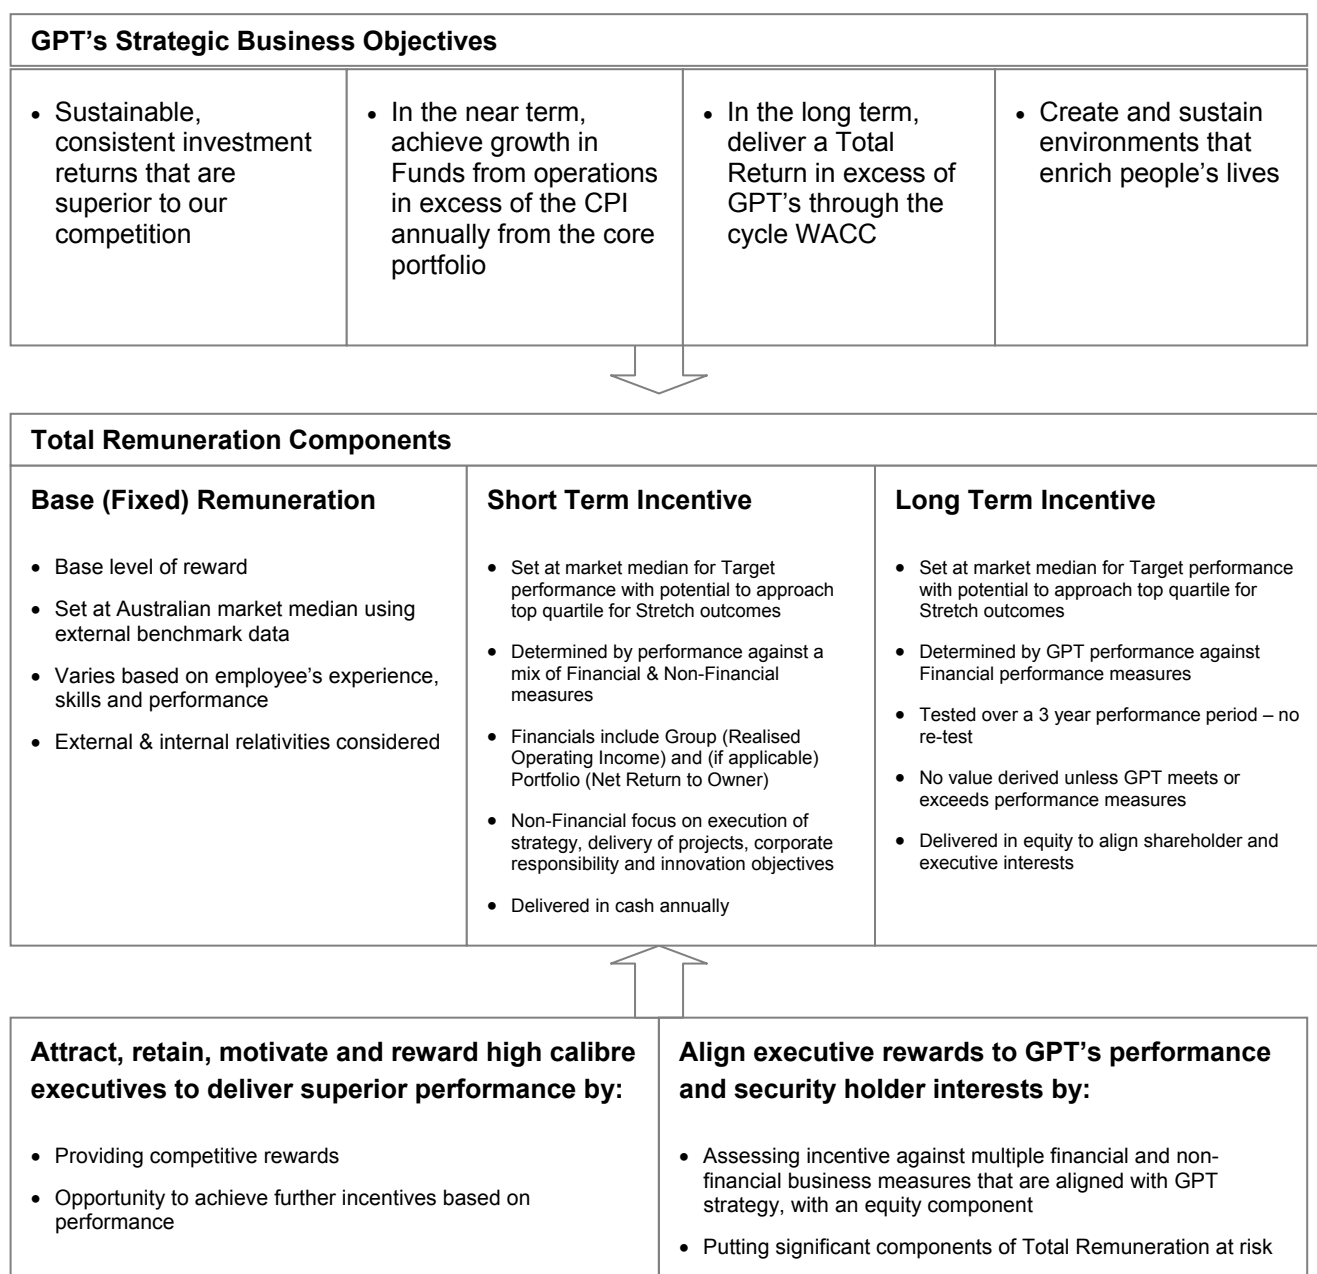 GPT’s Strategic Business Objectives
• Sustainable,
consistent investment
returns that are
superior to our
competition
• In the near term,
achieve growth in
Funds from operations
in excess of the CPI
annually from the core
portfolio
• In the long term,
deliver a Total
Return in excess of
GPT’s through the
cycle WACC
• Create and sustain
environments that
enrich people’s lives
Total Remuneration Components
Base (Fixed) Remuneration
• Base level of reward
• Set at Australian market median using
external benchmark data
• Varies based on employee’s experience,
skills and performance
• External & internal relativities considered
Short Term Incentive
• Set at market median for Target
performance with potential to approach
top quartile for Stretch outcomes
• Determined by performance against a
mix of Financial & Non-Financial
measures
• Financials include Group (Realised
Operating Income) and (if applicable)
Portfolio (Net Return to Owner)
• Non-Financial focus on execution of
strategy, delivery of projects, corporate
responsibility and innovation objectives
• Delivered in cash annually
Long Term Incentive
• Set at market median for Target performance
with potential to approach top quartile for
Stretch outcomes
• Determined by GPT performance against
Financial performance measures
• Tested over a 3 year performance period – no
re-test
• No value derived unless GPT meets or
exceeds performance measures
• Delivered in equity to align shareholder and
executive interests
Attract, retain, motivate and reward high calibre
executives to deliver superior performance by:
• Providing competitive rewards
• Opportunity to achieve further incentives based on
performance
Align executive rewards to GPT’s performance
and security holder interests by:
• Assessing incentive against multiple financial and non-
financial business measures that are aligned with GPT
strategy, with an equity component
• Putting significant components of Total Remuneration at risk